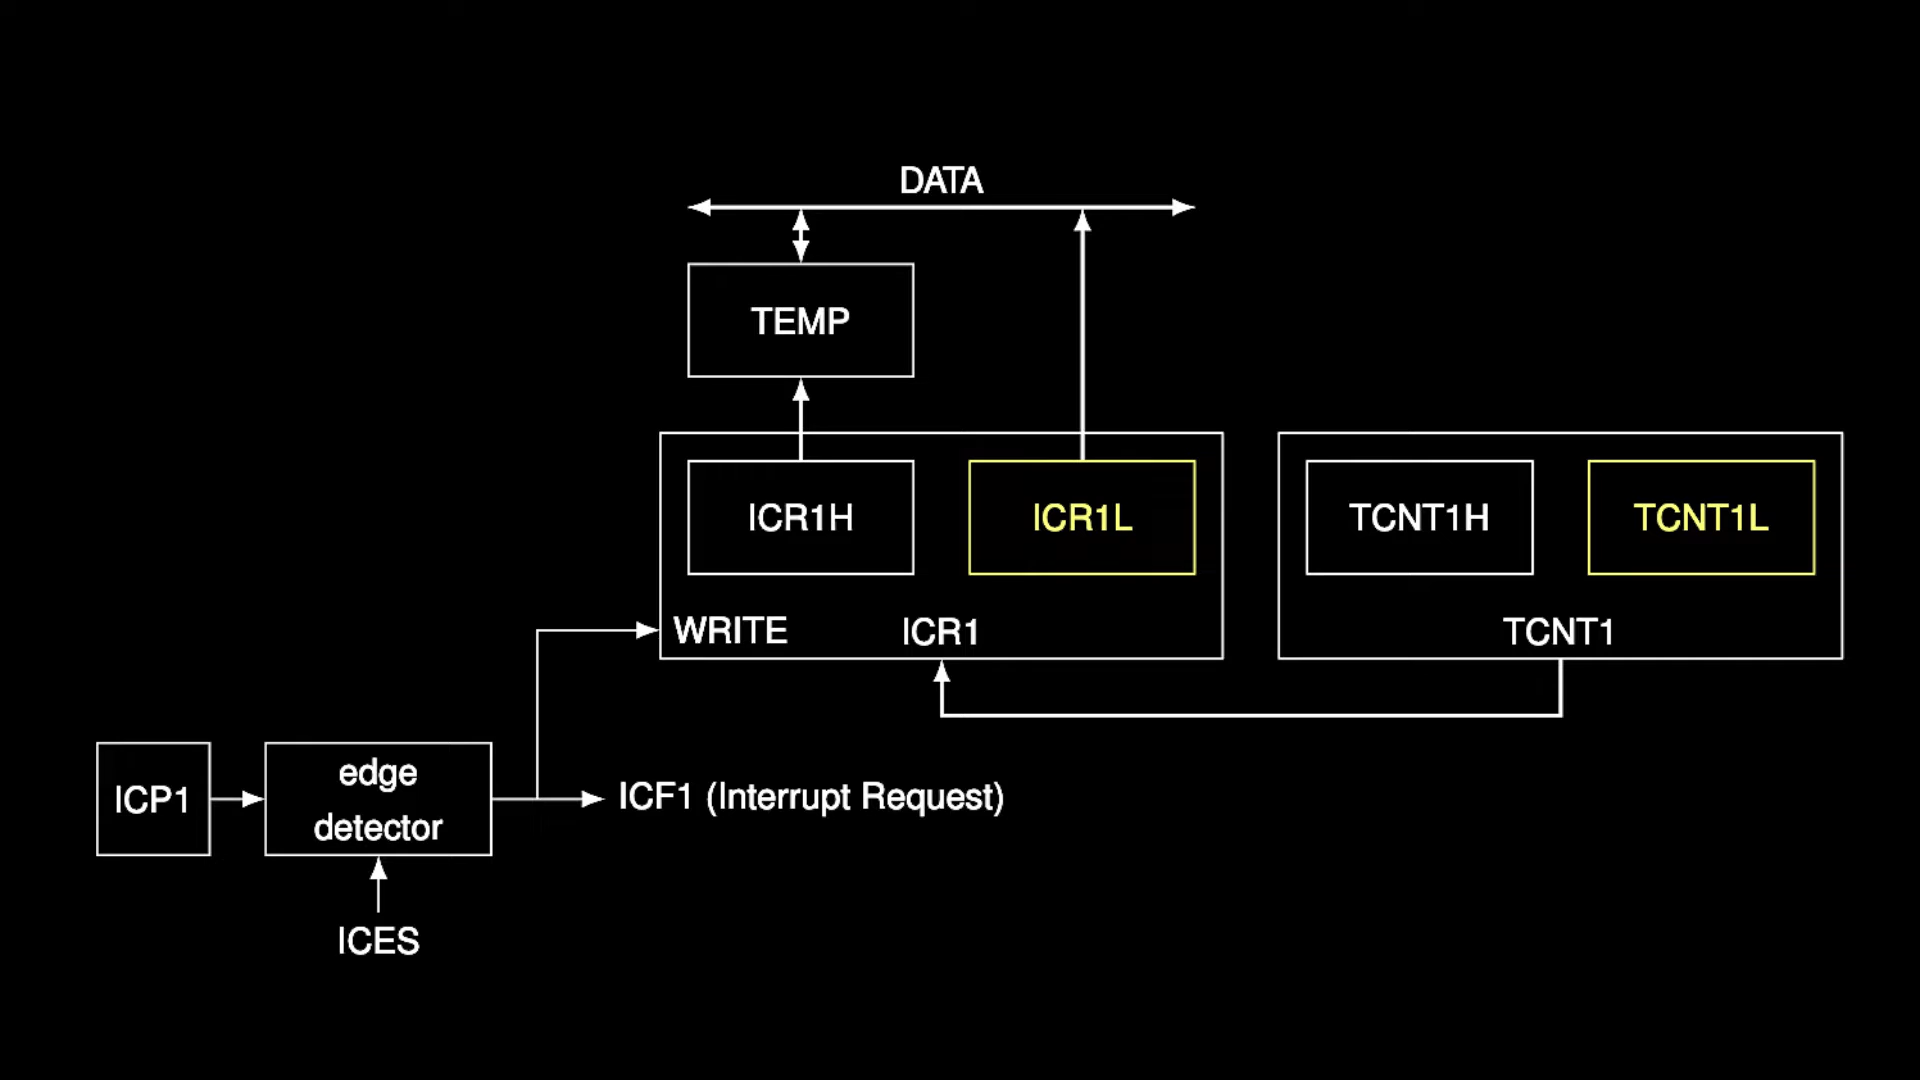 DATA
TEMP
ICR1H
ICR1L
TCNT1H
TCNT1L
WRITE
ICR1
TCNT1
ICP1
edge
detector
ICF1 (Interrupt Request)
ICES